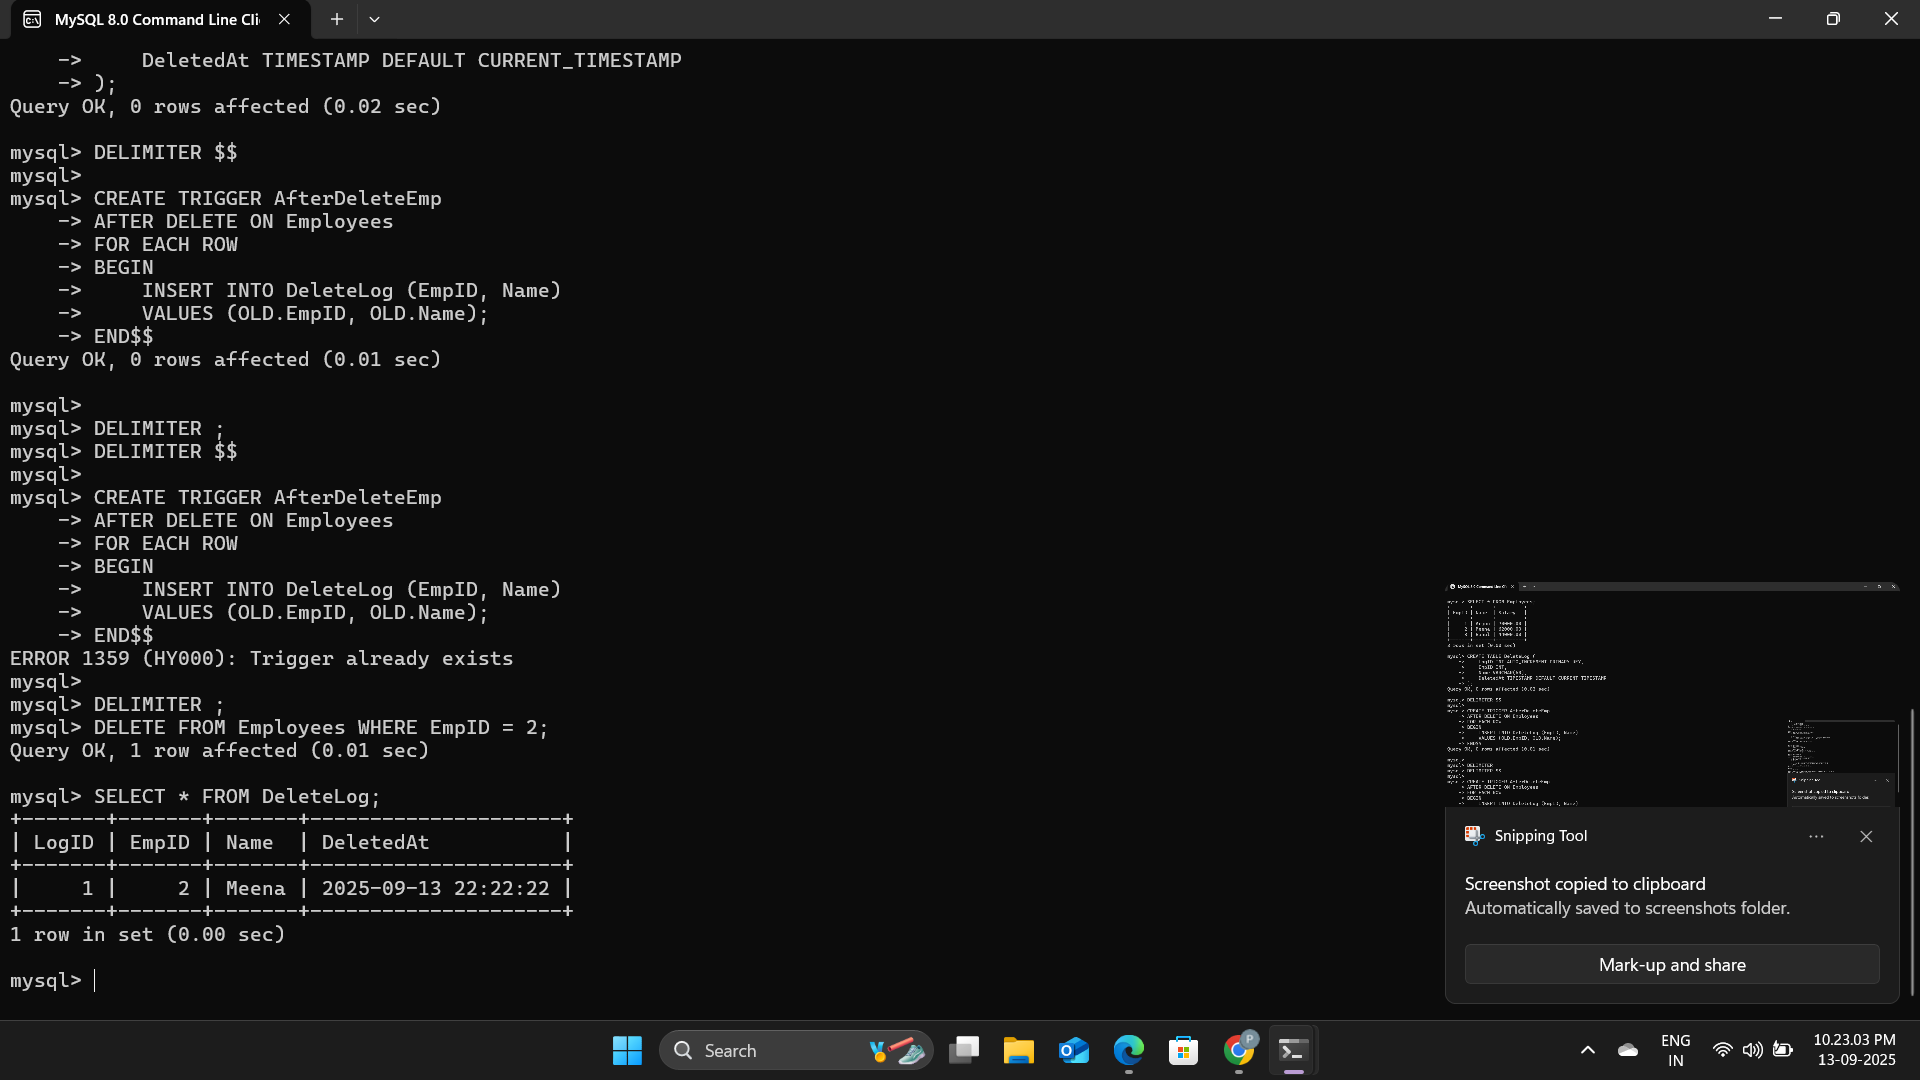 MySQL 8.0 Command Line Cli
->     DeletedAt TIMESTAMP DEFAULT CURRENT_TIMESTAMP
-> );
Query OK, 0 rows affected (0.02 sec)
mysql> DELIMITER $$
mysql>
mysql> CREATE TRIGGER AfterDeleteEmp
-> AFTER DELETE ON Employees
-> FOR EACH ROW
-> BEGIN
->     INSERT INTO DeleteLog (EmpID, Name)
->     VALUES (OLD.EmpID, OLD.Name);
-> END$$
Query OK, 0 rows affected (0.01 sec)
mysql>
mysql> DELIMITER ;
mysql> DELIMITER $$
mysql>
mysql> CREATE TRIGGER AfterDeleteEmp
-> AFTER DELETE ON Employees
-> FOR EACH ROW
-> BEGIN
->     INSERT INTO DeleteLog (EmpID, Name)
->     VALUES (OLD.EmpID, OLD.Name);
-> END$$
ERROR 1359 (HY000): Trigger already exists
mysql>
mysql> DELIMITER ;
mysql> DELETE FROM Employees WHERE EmpID = 2;
Query OK, 1 row affected (0.01 sec)
mysql> SELECT * FROM DeleteLog;
+-------+-------+-------+---------------------+
| LogID | EmpID | Name  | DeletedAt           |
+-------+-------+-------+---------------------+
|     1 |     2 | Meena | 2025-09-13 22:22:22 |
+-------+-------+-------+---------------------+
1 row in set (0.00 sec)
mysql>
Snipping Tool
Screenshot copied to clipboard
Automatically saved to screenshots folder.
Mark-up and share
Search
P
ENG
IN
10.23.03 PM
13-09-2025